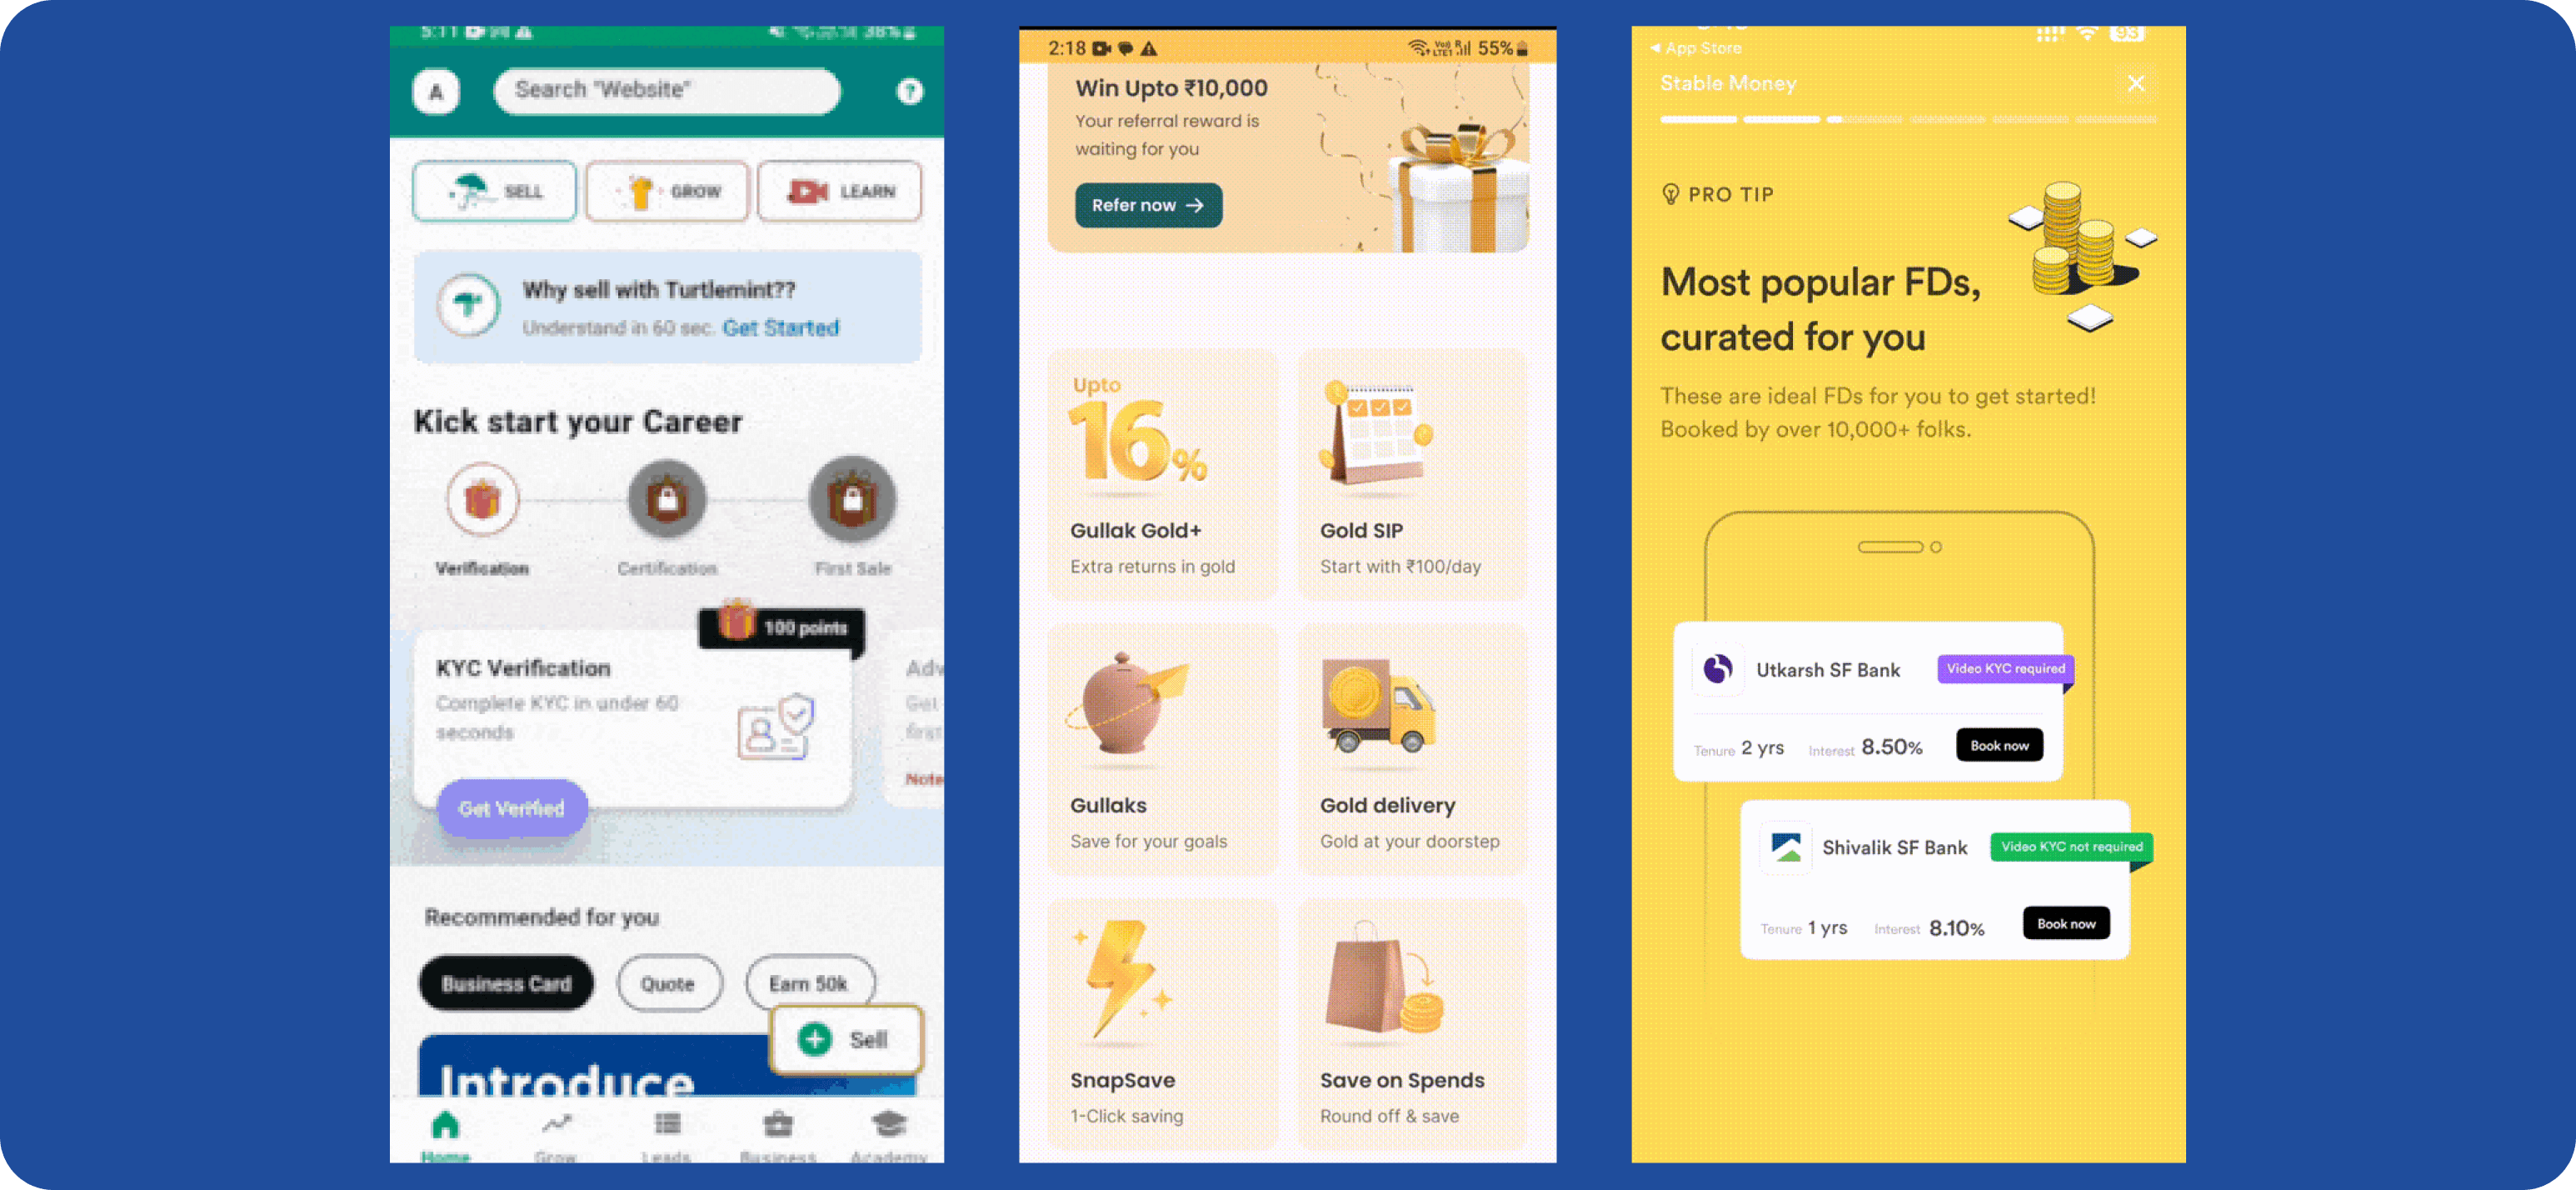 5:11 38%
A
Search "Website"
?
SELL
GROW
LEARN
Why sell with Turtlemint??
Understand in 60 sec. Get Started
Kick start your Career
Verification
Certification
First Sale
100 points
KYC Verification
Complete KYC in under 60
seconds
Get Verified
Adv
Get
first
Note
Recommended for you
Business Card
Quote
Earn 50k
Sell
Introduce
Home
Grow
Leads
Business
Academy
2:18 55%
Win Upto ₹10,000
Your referral reward is
waiting for you
Refer now →
Upto
16%
Gullak Gold+
Extra returns in gold
Gold SIP
Start with ₹100/day
Gullaks
Save for your goals
Gold delivery
Gold at your doorstep
SnapSave
1-Click saving
Save on Spends
Round off & save
93
App Store
Stable Money
PRO TIP
Most popular FDs,
curated for you
These are ideal FDs for you to get started!
Booked by over 10,000+ folks.
Utkarsh SF Bank
Video KYC required
Tenure 2 yrs Interest 8.50%
Book now
Shivalik SF Bank
Video KYC not required
Tenure 1 yrs Interest 8.10%
Book now